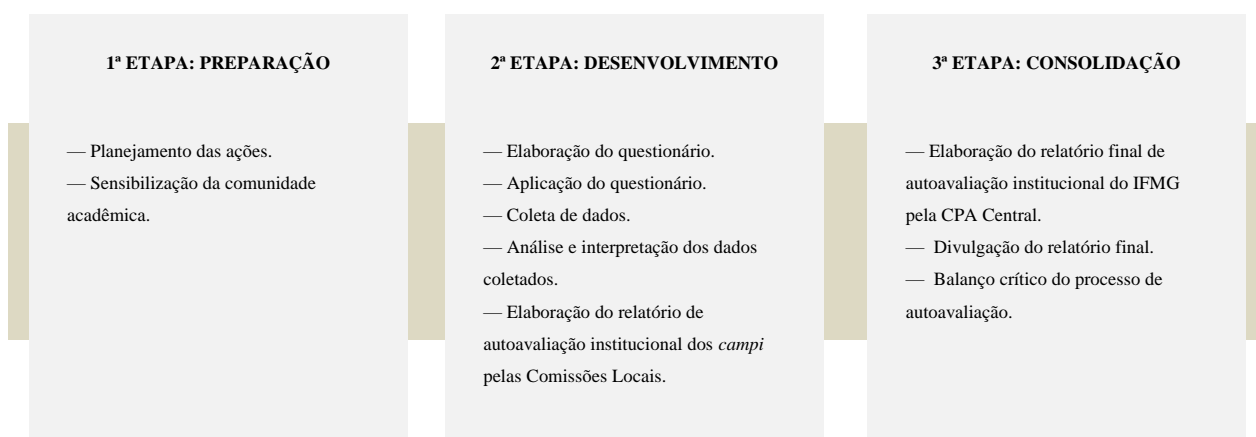 1ª ETAPA: PREPARAÇÃO
— Planejamento das ações.
— Sensibilização da comunidade
acadêmica.
2ª ETAPA: DESENVOLVIMENTO
— Elaboração do questionário.
— Aplicação do questionário.
— Coleta de dados.
— Análise e interpretação dos dados
coletados.
— Elaboração do relatório de
autoavaliação institucional dos campi
pelas Comissões Locais.
3ª ETAPA: CONSOLIDAÇÃO
— Elaboração do relatório final de
autoavaliação institucional do IFMG
pela CPA Central.
— Divulgação do relatório final.
— Balanço crítico do processo de
autoavaliação.